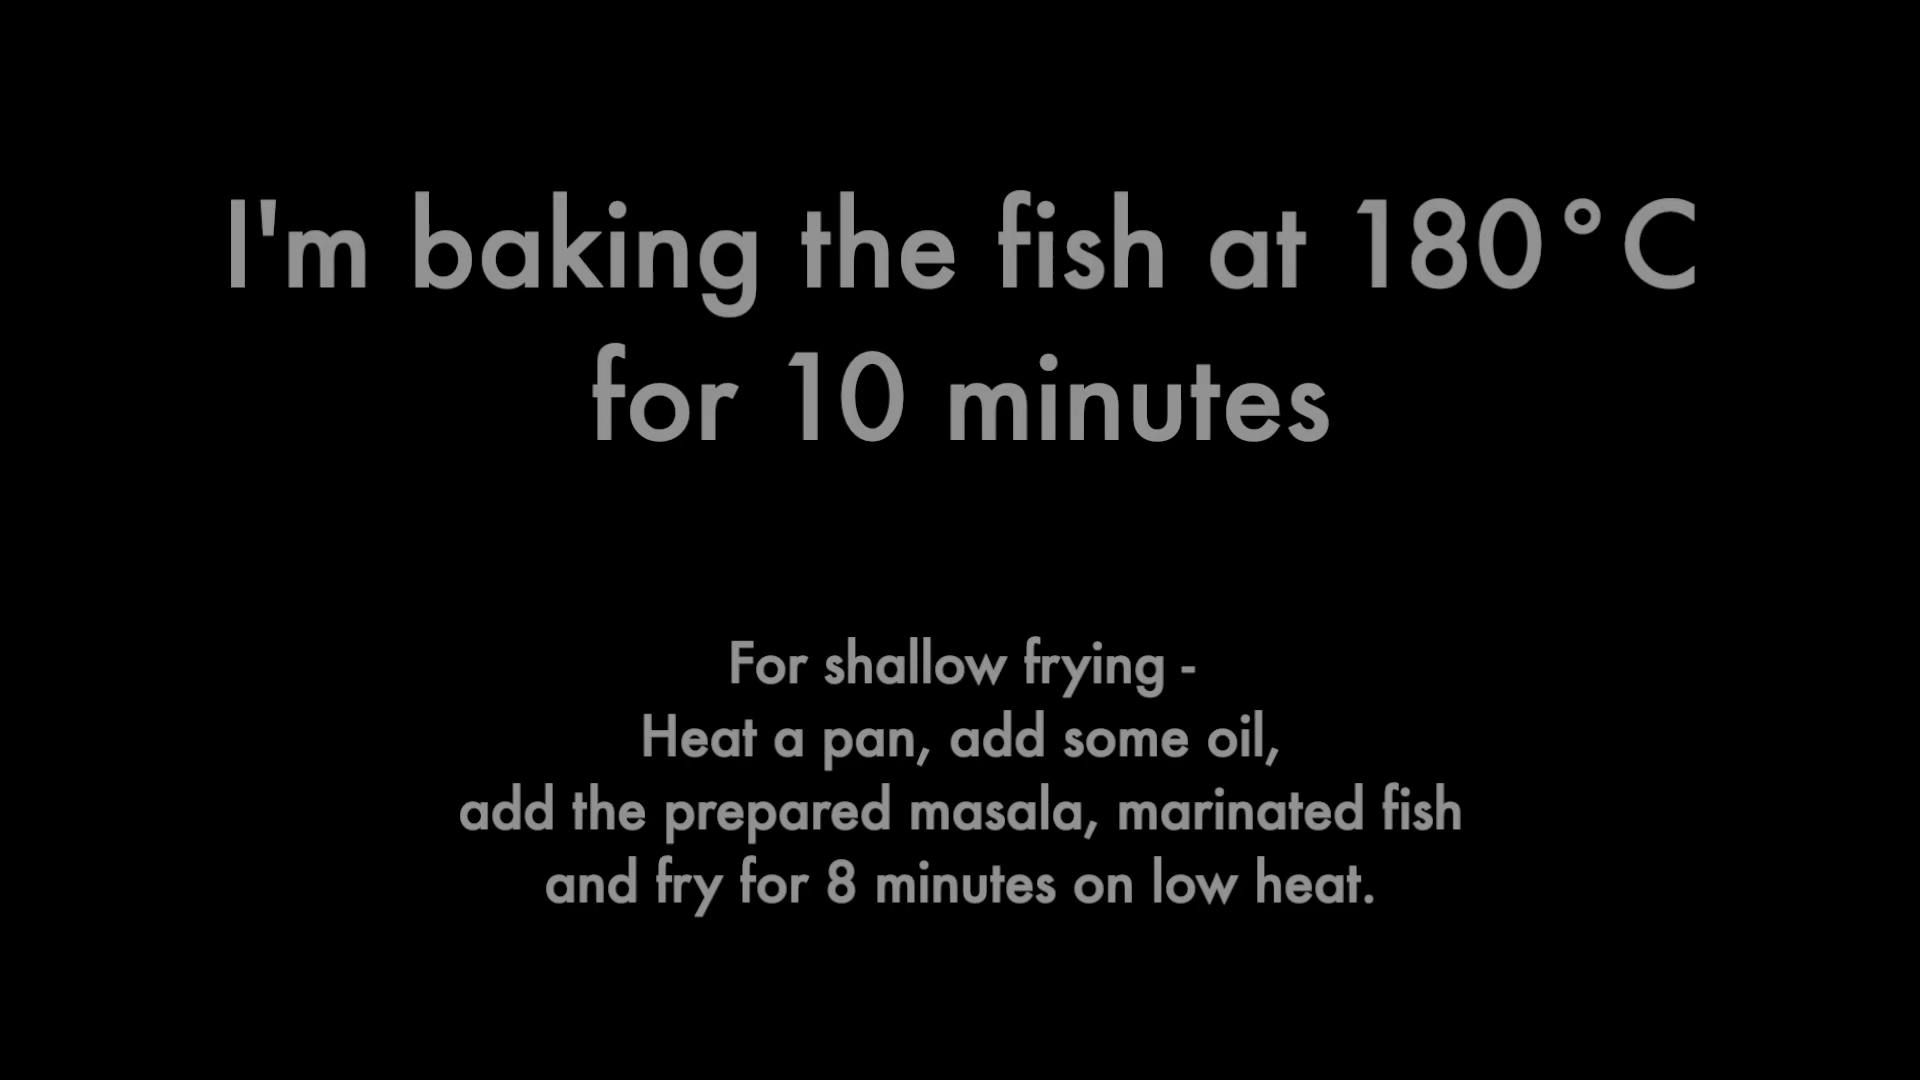 I'm baking the fish at 180°C
for 10 minutes
For shallow frying -
Heat a pan, add some oil,
add the prepared masala, marinated fish
and fry for 8 minutes on low heat.